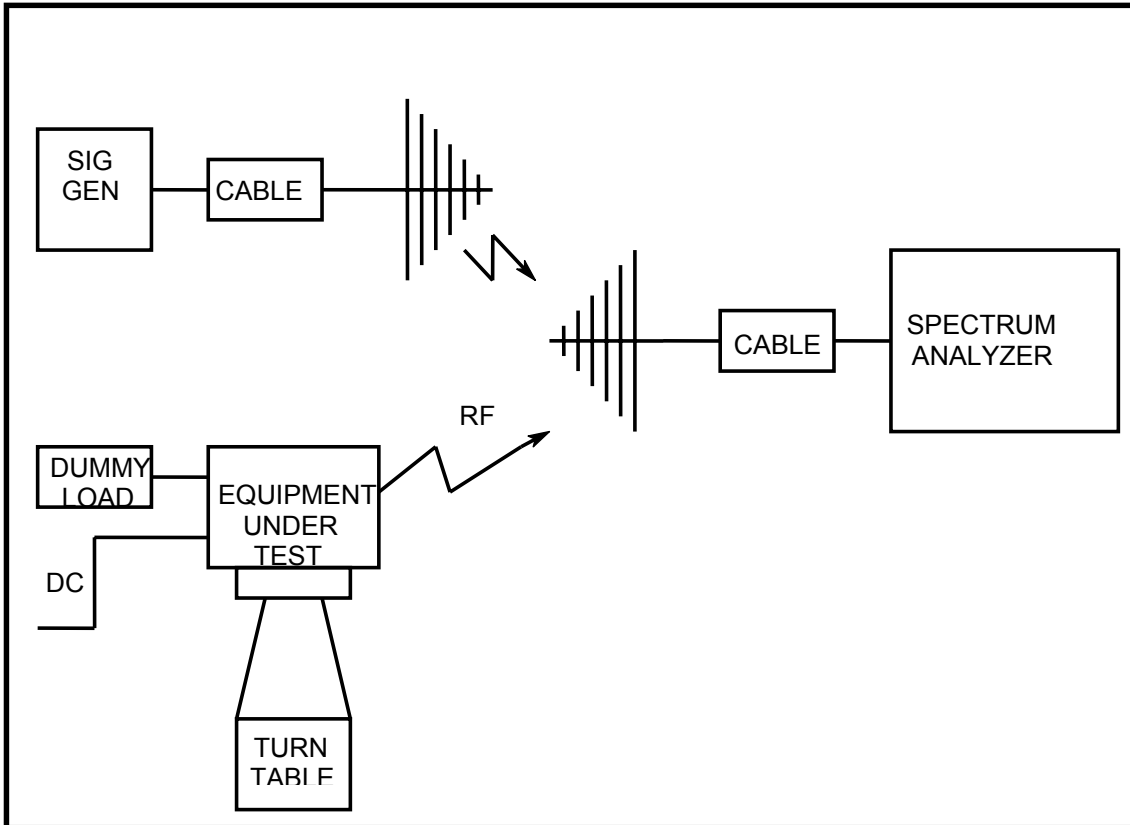 SIG
GEN
CABLE
CABLE
SPECTRUM
ANALYZER
RF
DUMMY
LOAD
EQUIPMENT
UNDER
TEST
DC
TURN
TABLE